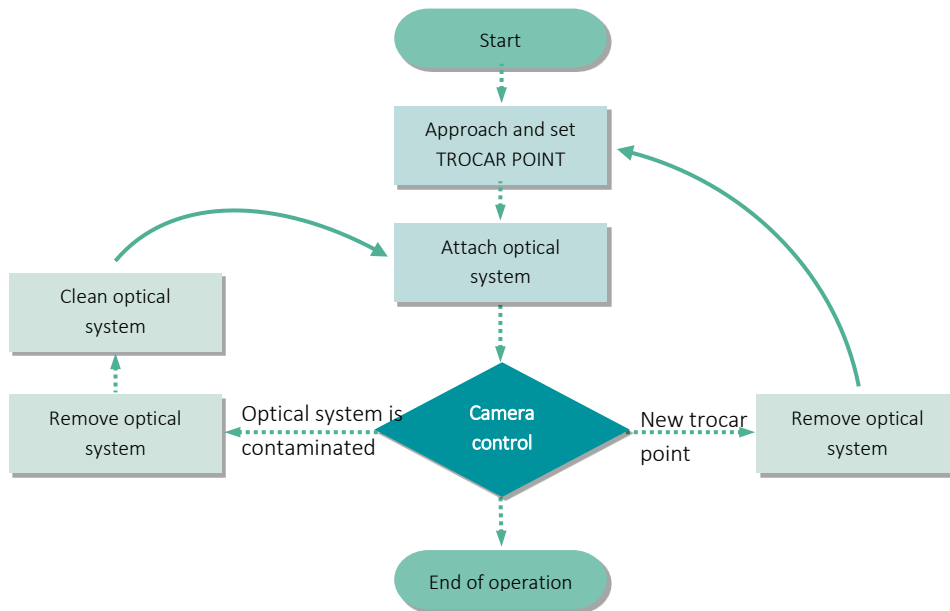 Start
Approach and set
TROCAR POINT
Attach optical
system
Clean optical
system
Remove optical
system
Optical system is
contaminated
Camera
control
New trocar
point
Remove optical
system
End of operation